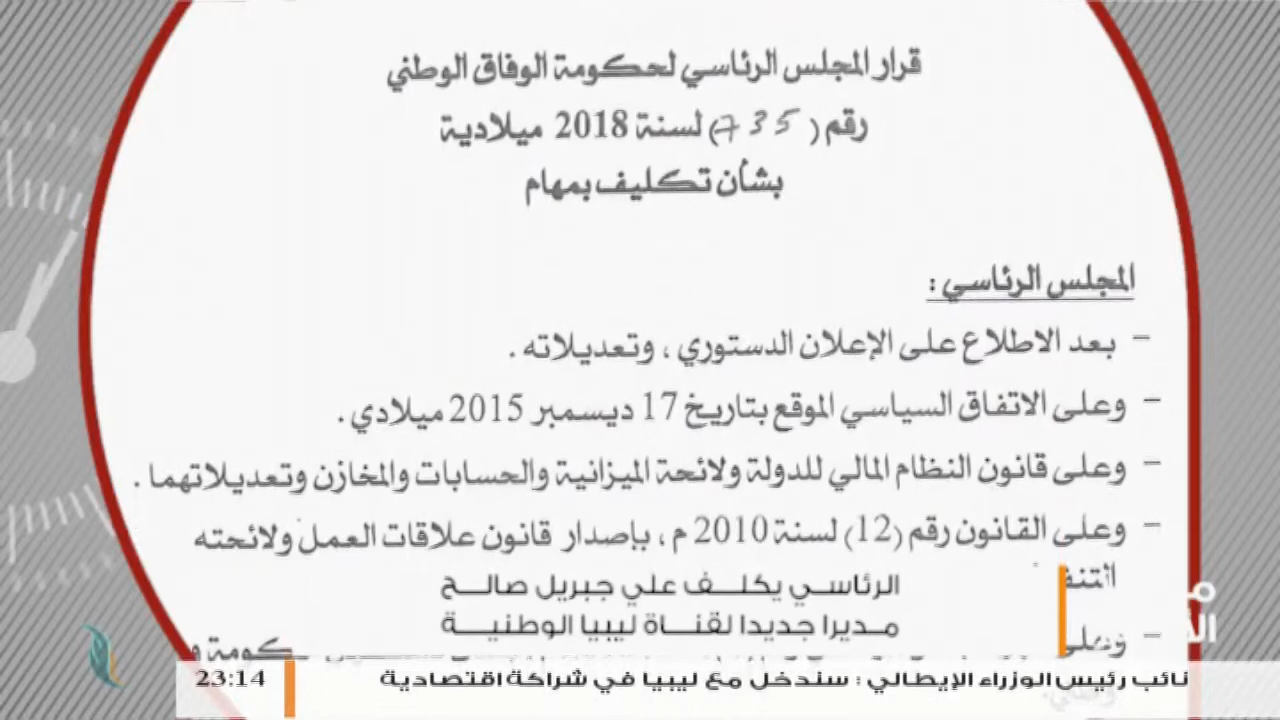 قرار المجلس الرئاسي لحكومة الوفاق الوطني
رقم ( 735 ) لسنة 2018 ميلادية
بشأن تكليف بمهام
المجلس الرئاسي :
– بعد الاطلاع على الإعلان الدستوري ، وتعديلاته .
– وعلى الاتفاق السياسي الموقع بتاريخ 17 ديسمبر 2015 ميلادي .
– وعلى قانون النظام المالي للدولة ولائحة الميزانية والحسابات والمخازن وتعديلاتهما .
– وعلى القانون رقم (12) لسنة 2010 م ، بإصدار قانون علاقات العمل ولائحته
الرئاسي يكلف علي جبريل صالح
مديرا جديدا لقناة ليبيا الوطنية
– وعلى
نائب رئيس الوزراء الإيطالي : سندخل مع ليبيا في شراكة اقتصادية
23:14